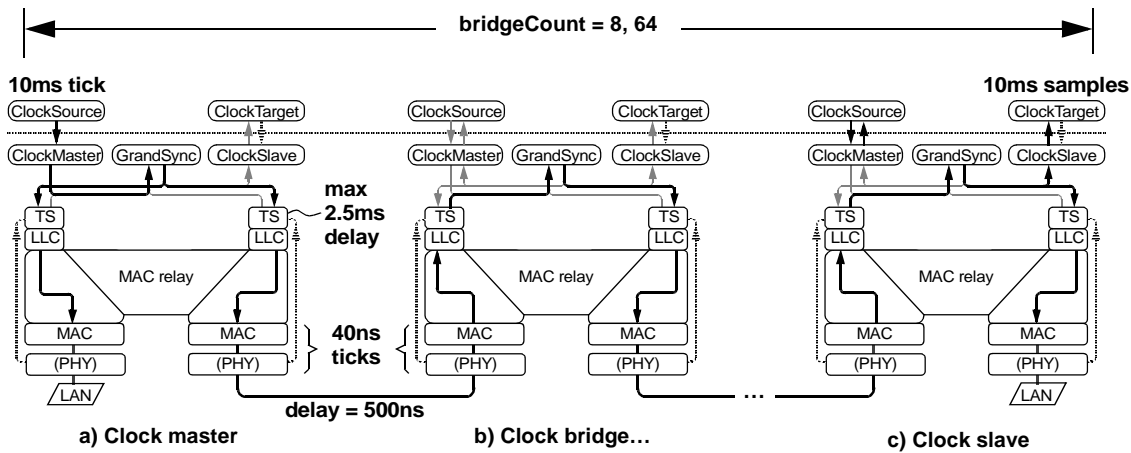 bridgeCount = 8, 64
10ms tick
10ms samples
ClockSource
ClockTarget
ClockSource
ClockTarget
ClockSource
ClockTarget
ClockMaster
GrandSync
ClockSlave
ClockMaster
GrandSync
ClockSlave
ClockMaster
GrandSync
ClockSlave
max
2.5ms
delay
TS
TS
TS
TS
TS
TS
LLC
LLC
LLC
LLC
LLC
LLC
MAC relay
MAC relay
MAC relay
MAC
MAC
MAC
MAC
MAC
MAC
40ns
ticks
(PHY)
(PHY)
(PHY)
(PHY)
(PHY)
(PHY)
LAN
LAN
delay = 500ns
...
a) Clock master
b) Clock bridge…
c) Clock slave